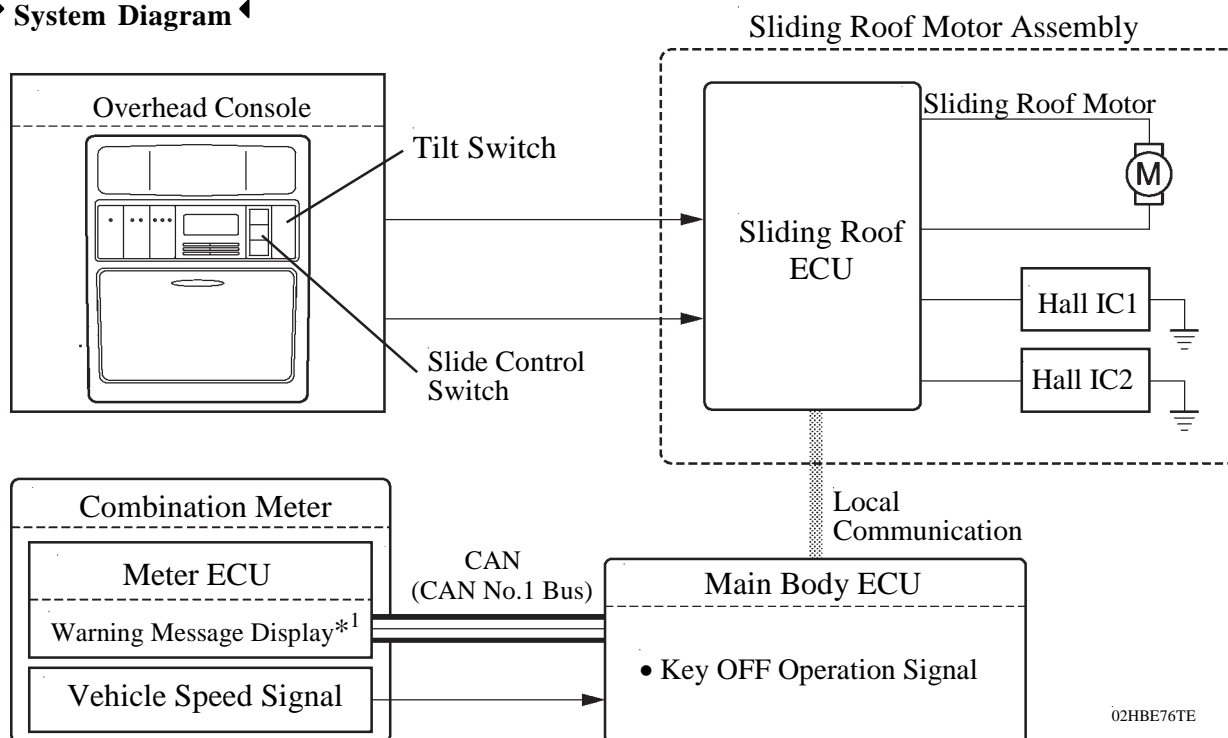 System Diagram
Sliding Roof Motor Assembly
Overhead Console
Tilt Switch
Slide Control
Switch
Sliding Roof
ECU
Sliding Roof Motor
M
Hall IC1
Hall IC2
Local
Communication
Combination Meter
Meter ECU
Warning Message Display*1
Vehicle Speed Signal
CAN
(CAN No.1 Bus)
Main Body ECU
• Key OFF Operation Signal
02HBE76TE